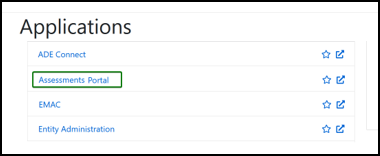 Applications
ADE Connect
Assessments Portal
EMAC
Entity Administration